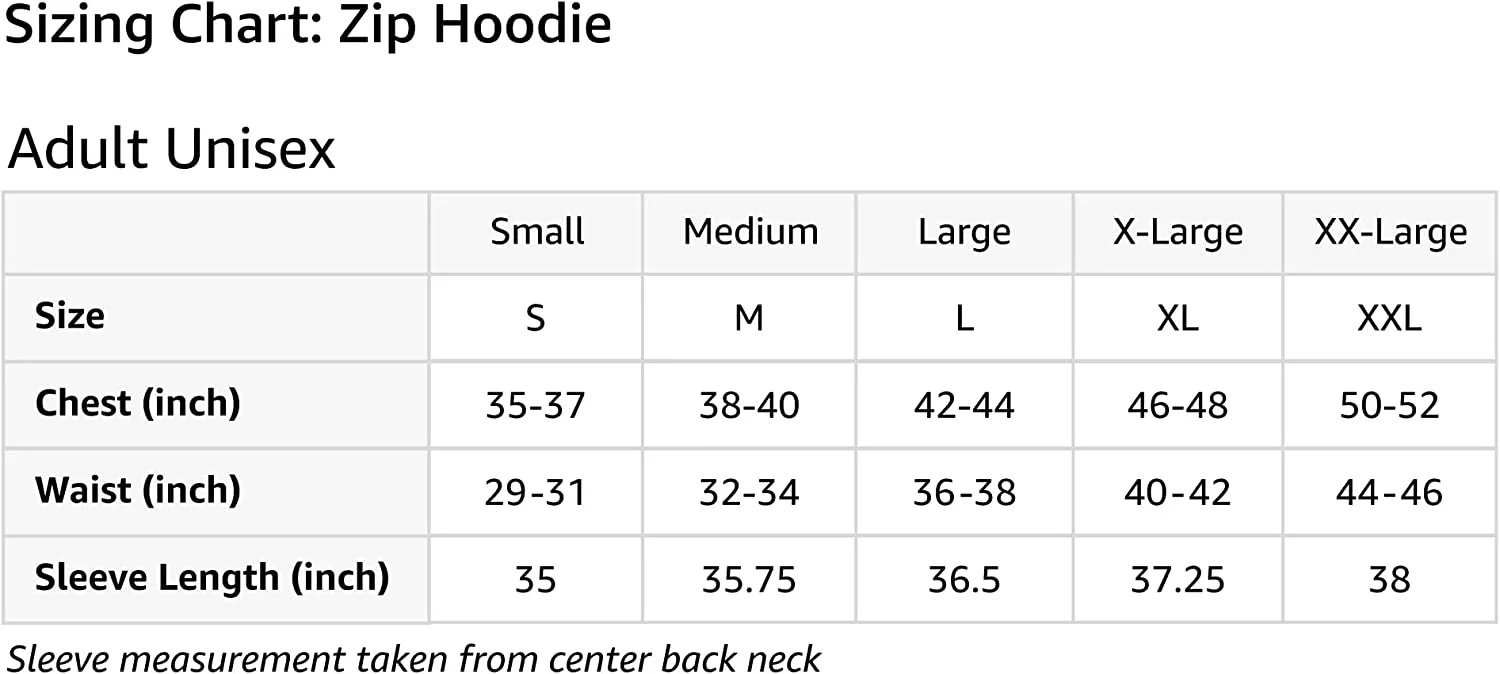 Sizing Chart: Zip Hoodie
Adult Unisex
Small Medium Large X-Large XX-Large
Size S M L XL XXL
Chest (inch) 35-37 38-40 42-44 46-48 50-52
Waist (inch) 29-31 32-34 36-38 40-42 44-46
Sleeve Length (inch) 35 35.75 36.5 37.25 38
Sleeve measurement taken from center back neck